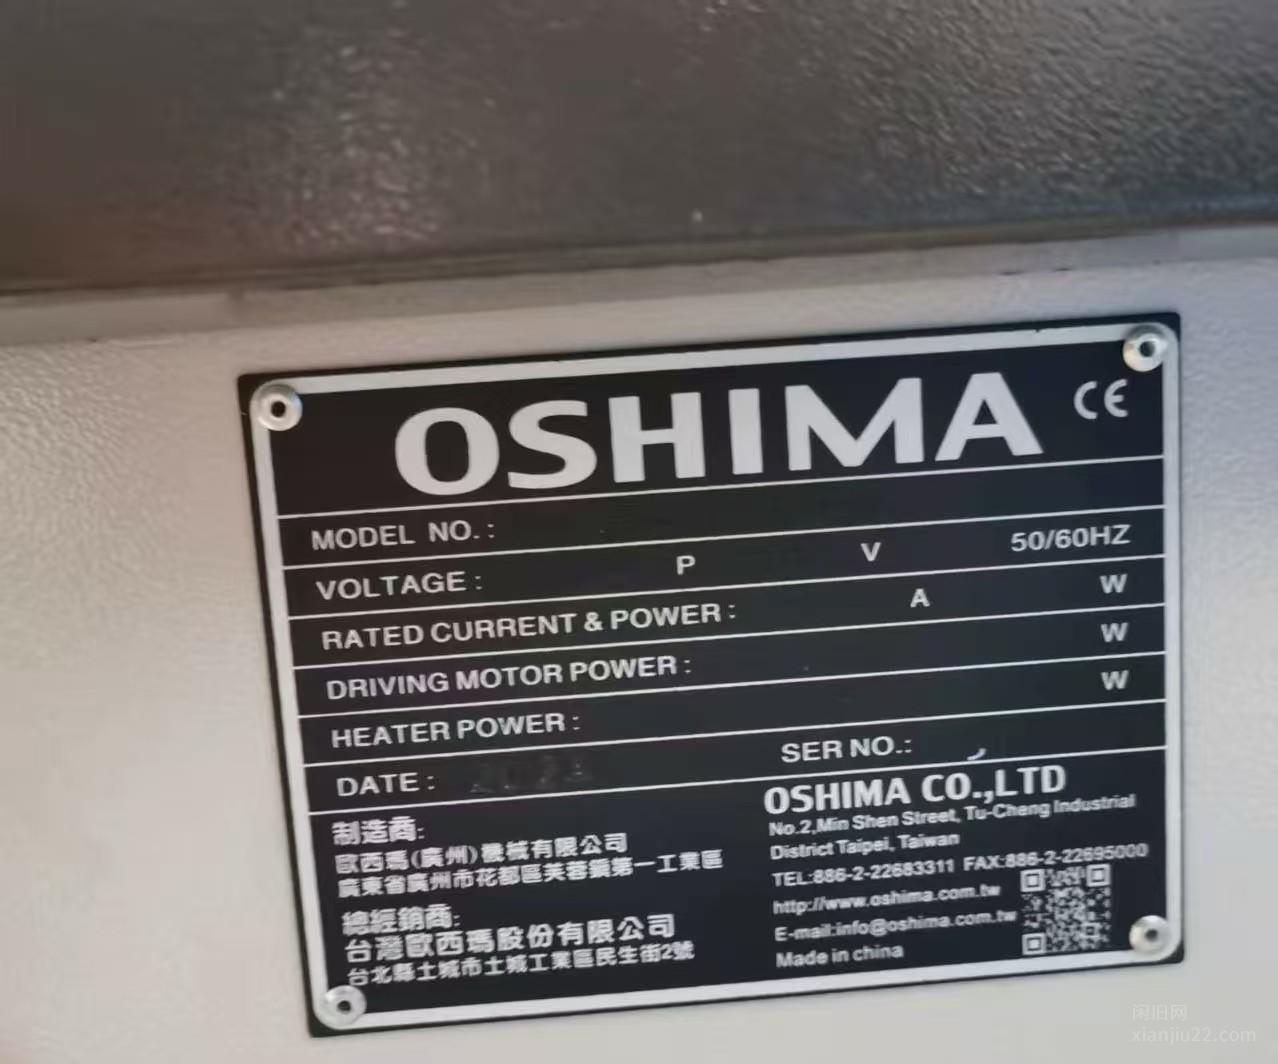 OSHIMA CE
MODEL NO. :
VOLTAGE : P V 50/60HZ
RATED CURRENT & POWER : A W
DRIVING MOTOR POWER : W
HEATER POWER : W
DATE : SER NO.:
制造商:
歐西瑪(廣州)機械有限公司
廣東省廣州市花都區芙蓉鎮第一工業區
總經銷商:
台灣歐西瑪股份有限公司
台北縣土城市土城工業區民生街2號
OSHIMA CO.,LTD
No.2,Min Shen Street, Tu-Cheng Industrial
District Taipei, Taiwan
TEL:886-2-22683311 FAX:886-2-22695000
http://www.oshima.com.tw
E-mail:info@oshima.com.tw
Made in china
闲旧网
xianjiu22.com